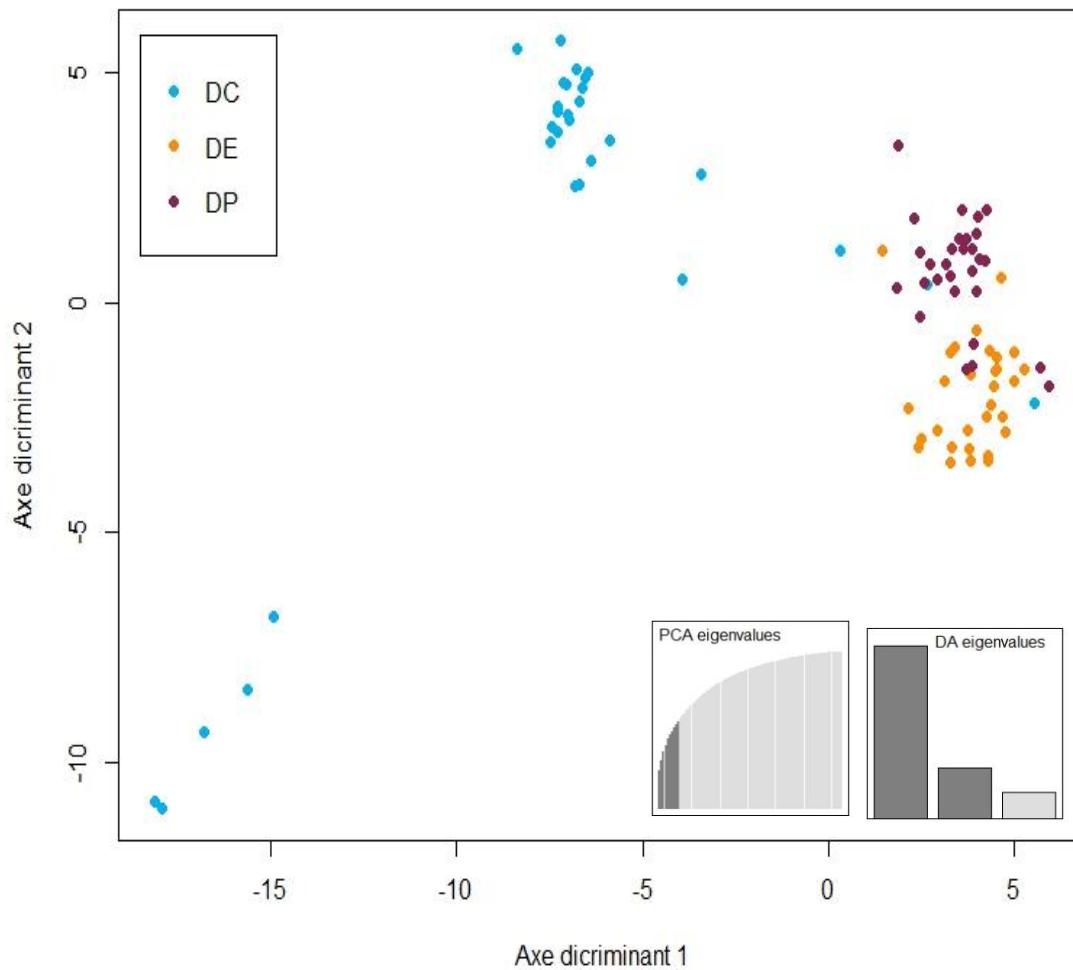 DC
DE
DP
5
0
-5
-10
Axe dicriminant 2
PCA eigenvalues
DA eigenvalues
-15
-10
-5
0
5
Axe dicriminant 1